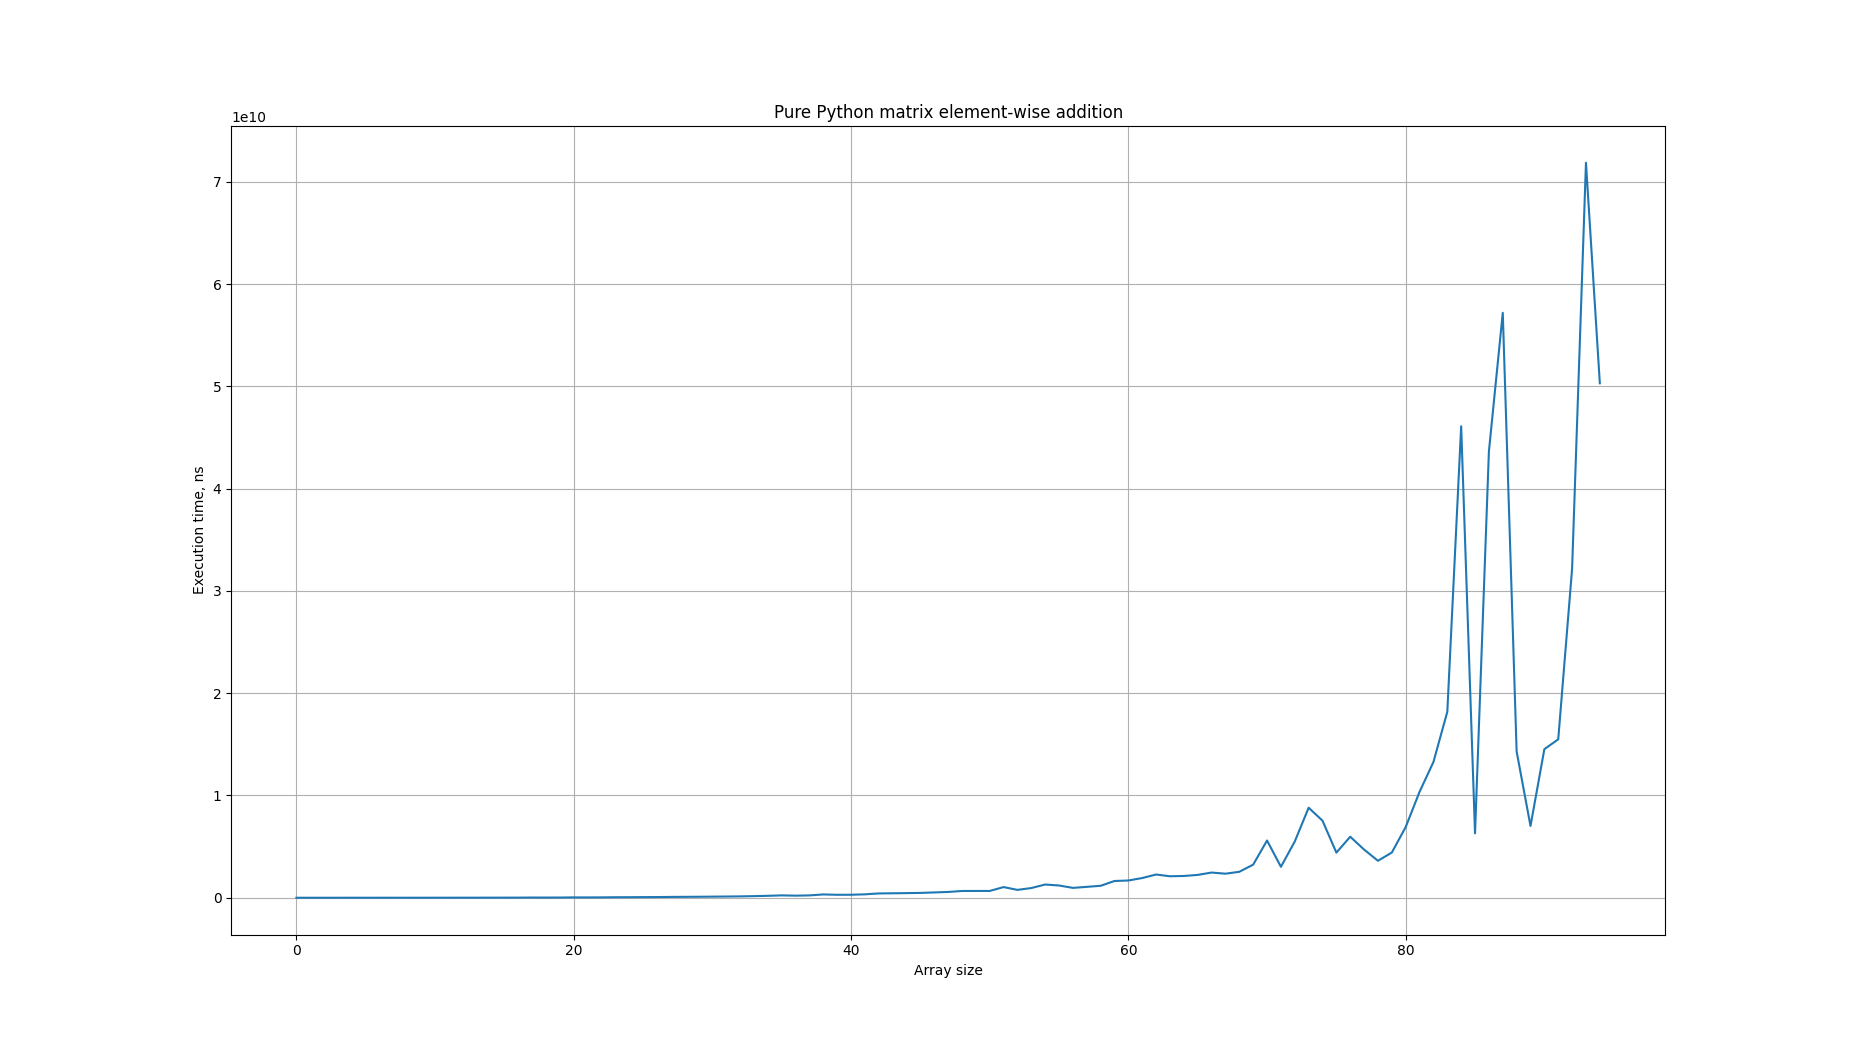 Pure Python matrix element-wise addition
1e10
7
6
5
4
3
2
1
0
Execution time, ns
0 20 40 60 80
Array size